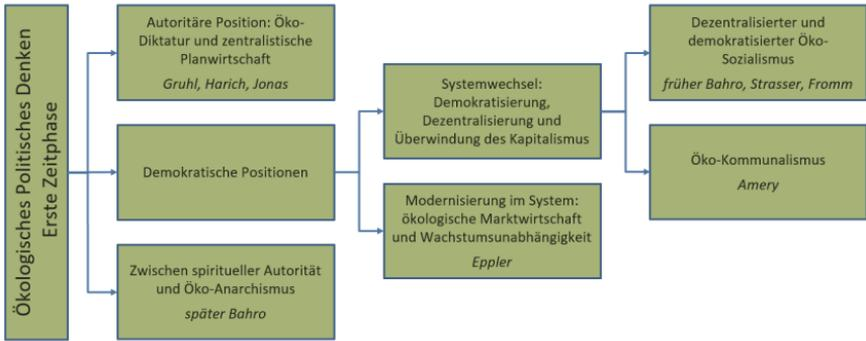 Ökologisches Politisches Denken
Erste Zeitphase
Autoritäre Position: Öko-
Diktatur und zentralistische
Planwirtschaft
Gruhl, Harich, Jonas
Demokratische Positionen
Zwischen spiritueller Autorität
und Öko-Anarchismus
später Bahro
Systemwechsel:
Demokratisierung,
Dezentralisierung und
Überwindung des Kapitalismus
Modernisierung im System:
ökologische Marktwirtschaft
und Wachstumsunabhängigkeit
Eppler
Dezentralisierter und
demokratisierter Öko-
Sozialismus
früher Bahro, Strasser, Fromm
Öko-Kommunalismus
Amery